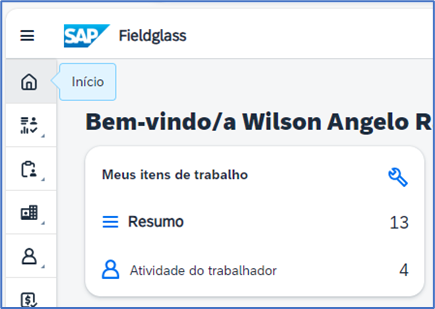 SAP Fieldglass
Início
Bem-vindo/a Wilson Angelo R
Meus itens de trabalho
Resumo 13
Atividade do trabalhador 4